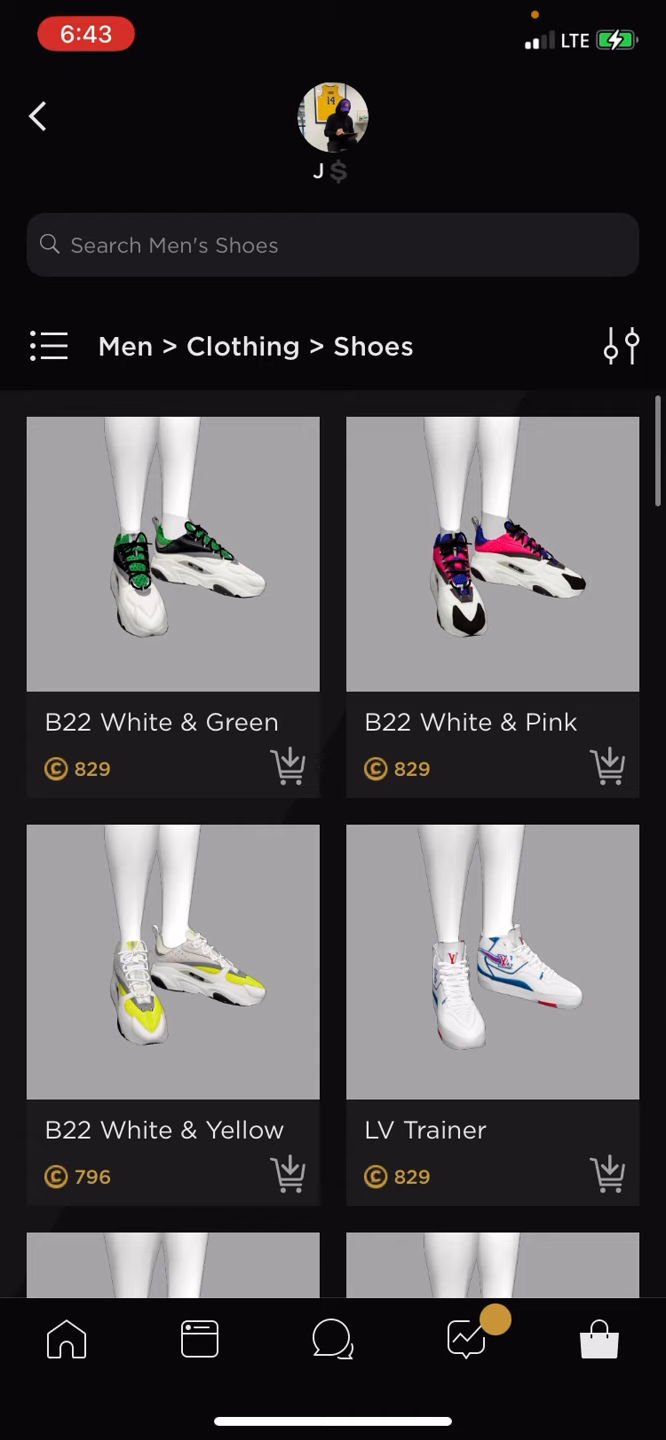 6:43
LTE
14
J $
Search Men's Shoes
Men > Clothing > Shoes
B22 White & Green
B22 White & Pink
© 829
© 829
B22 White & Yellow
LV Trainer
© 796
© 829